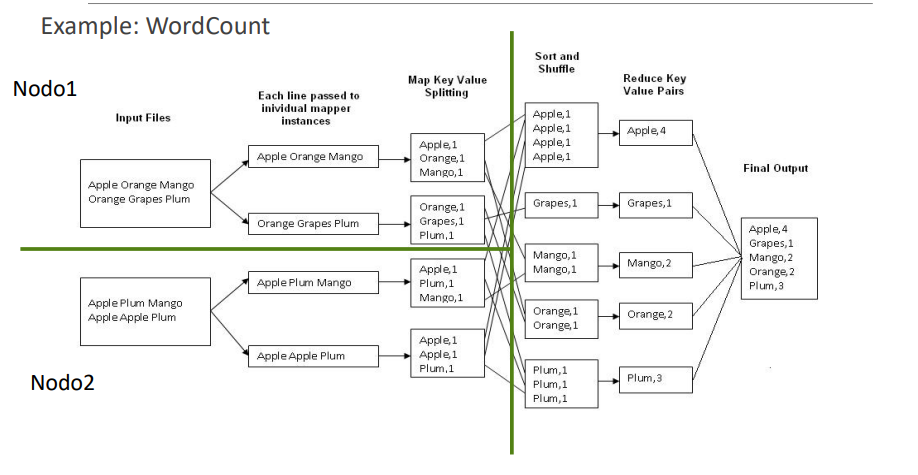 Example: WordCount
Nodo1
Input Files
Each line passed to
inividual mapper
instances
Map Key Value
Splitting
Sort and
Shuffle
Reduce Key
Value Pairs
Final Output
Apple Orange Mango
Orange Grapes Plum
Apple Orange Mango
Orange Grapes Plum
Apple,1
Orange,1
Mango,1
Orange,1
Grapes,1
Plum,1
Nodo2
Apple Plum Mango
Apple Apple Plum
Apple Plum Mango
Apple Apple Plum
Apple,1
Plum,1
Mango,1
Apple,1
Apple,1
Plum,1
Apple,1
Apple,1
Apple,1
Apple,1
Grapes,1
Mango,1
Mango,1
Orange,1
Orange,1
Plum,1
Plum,1
Plum,1
Apple,4
Grapes,1
Mango,2
Orange,2
Plum,3
Apple,4
Grapes,1
Mango,2
Orange,2
Plum,3